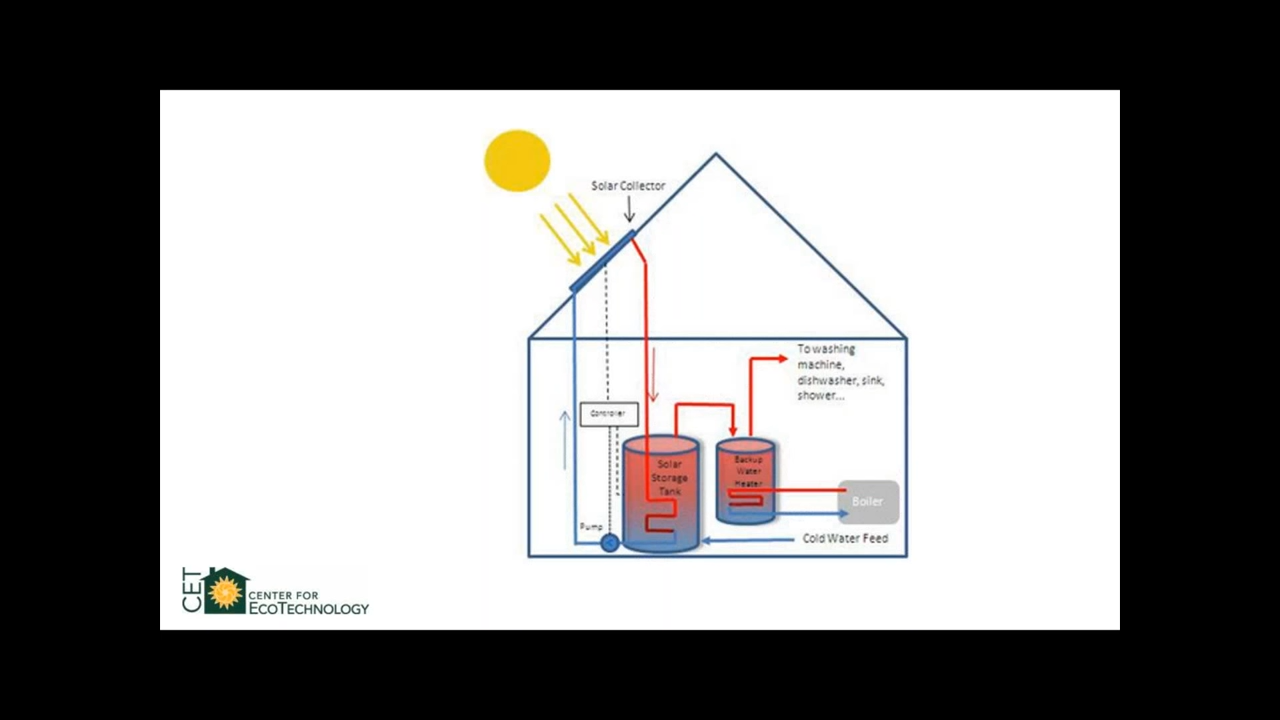 Solar Collector
To washing
machine,
dishwasher, sink,
shower...
Controller
Solar
Storage
Tank
Backup
Water
Heater
Boiler
Pump
Cold Water Feed
CET
CENTER FOR
ECOTECHNOLOGY